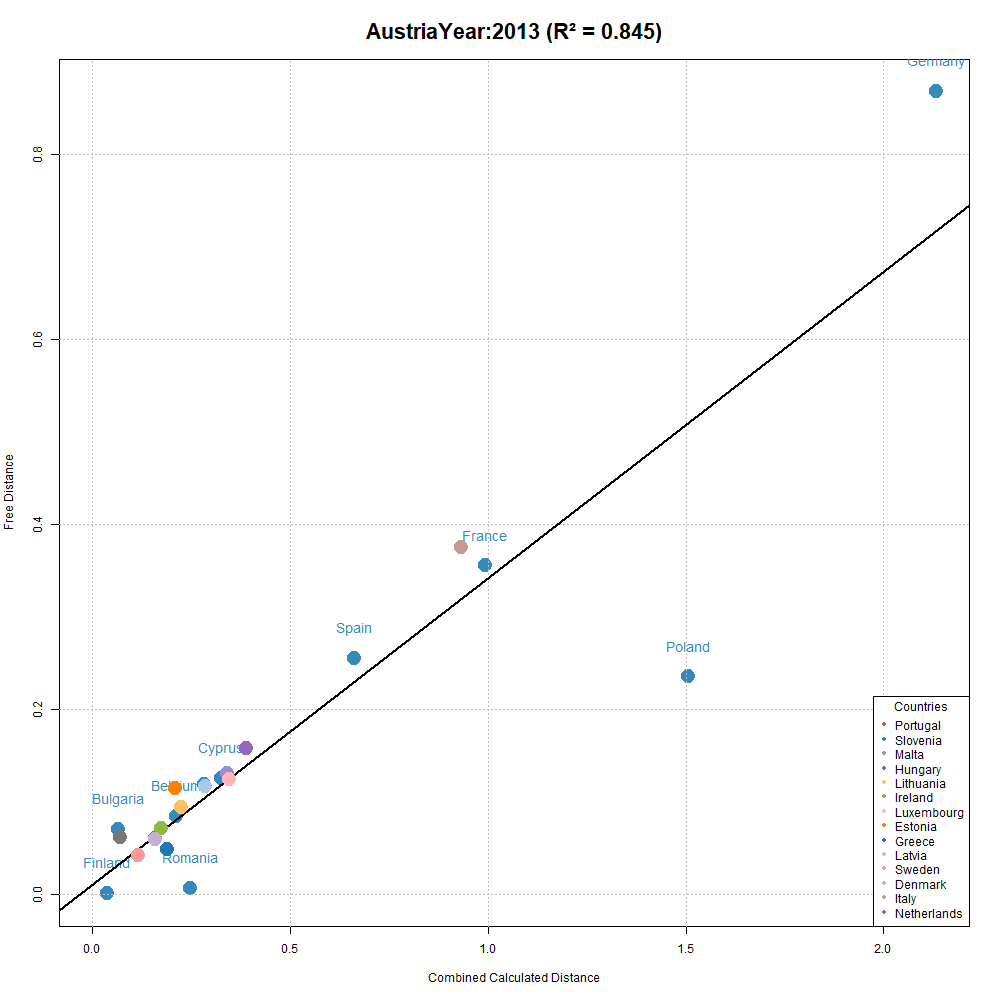 AustriaYear:2013 (R² = 0.845)
Germany
0.8
0.6
Free Distance
0.4
France
Spain
Poland
0.2
Cyprus
Belgium
Bulgaria
Romania
Finland
0.0
Countries
Portugal
Slovenia
Malta
Hungary
Lithuania
Ireland
Luxembourg
Estonia
Greece
Latvia
Sweden
Denmark
Italy
Netherlands
0.0 0.5 1.0 1.5 2.0
Combined Calculated Distance